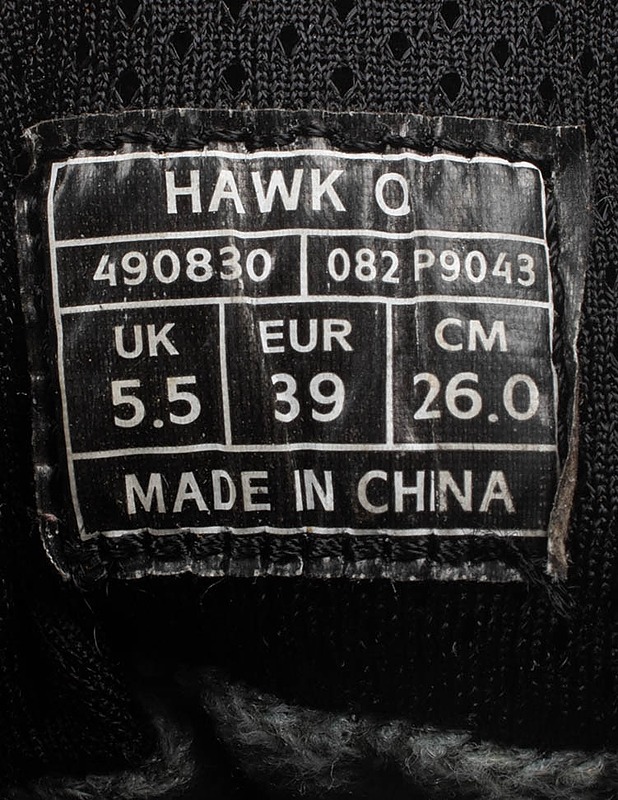 HAWK Q
490830 082 P9043
UK EUR CM
5.5 39 26.0
MADE IN CHINA